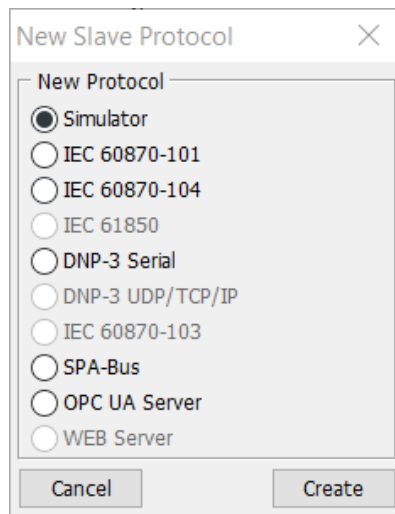 New Slave Protocol
New Protocol
Simulator
IEC 60870-101
IEC 60870-104
IEC 61850
DNP-3 Serial
DNP-3 UDP/TCP/IP
IEC 60870-103
SPA-Bus
OPC UA Server
WEB Server
Cancel Create